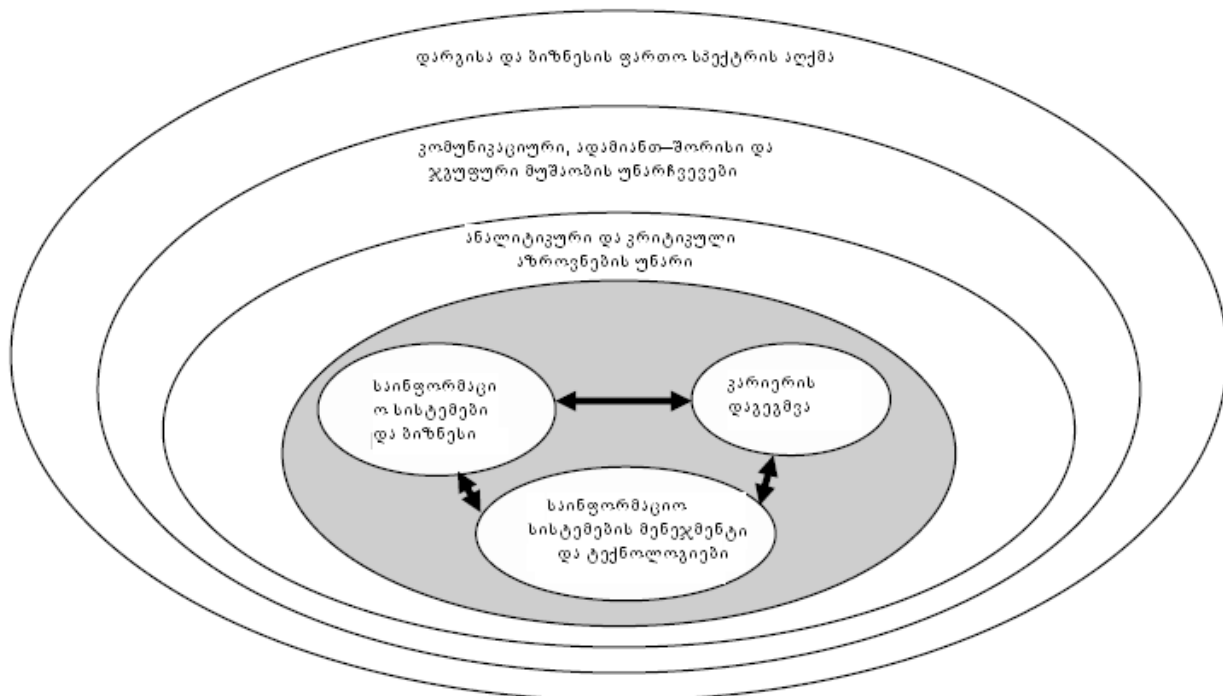 დარგისა და ბიზნესის ფართო სპექტრის აღქმა
კომუნიკაციური, ადამიანთ–შორისი და
ჯგუფური მუშაობის უნარჩვევები
ანალიტიკური და კრიტიკული
აზროვნების უნარი
საინფორმაცი
ო სისტემები
და ბიზნესი
კარიერის
დაგეგმვა
საინფორმაციო
სისტემების მენეჯმენტი
და ტექნოლოგიები